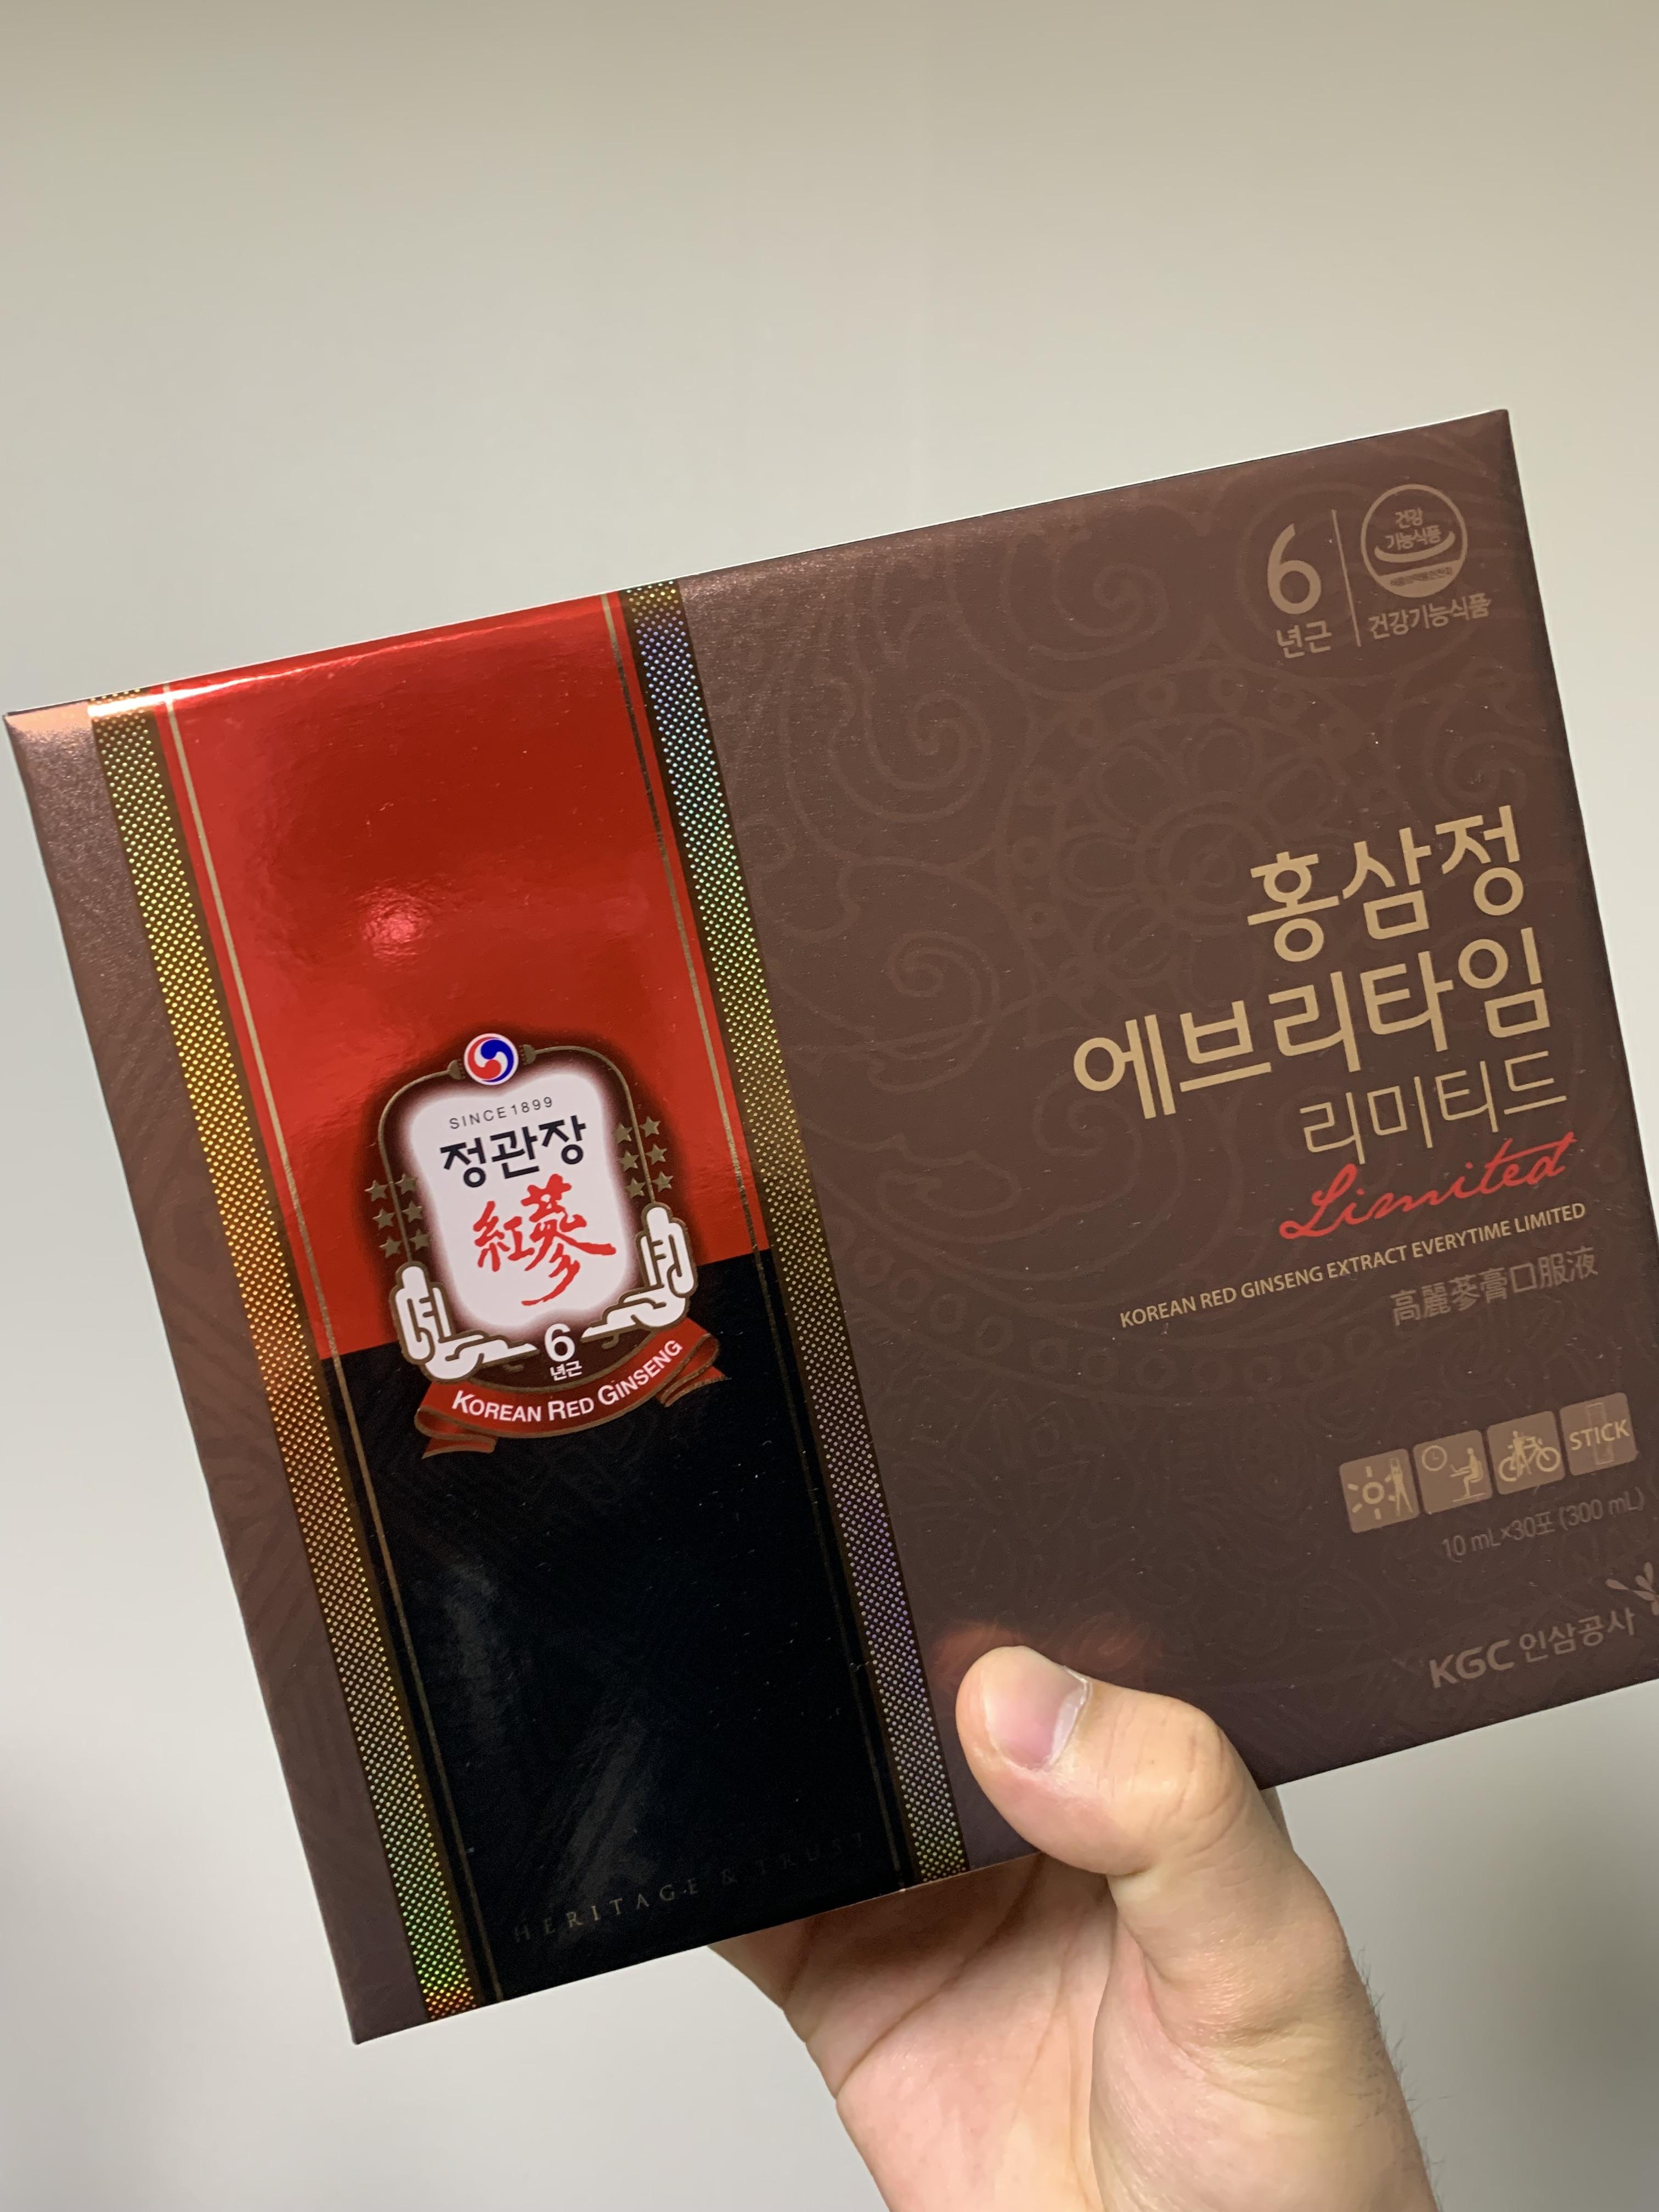 SINCE1899
정관장
紅蔘
6
년근
KOREAN RED GINSENG
HERITAGE & TRUST
6
년근
건강
기능식품
건강기능식품
홍삼정
에브리타임
리미티드
Limited
KOREAN RED GINSENG EXTRACT EVERYTIME LIMITED
高麗蔘膏口服液
STICK
10 mL×30포 (300 mL)
KGC 인삼공사